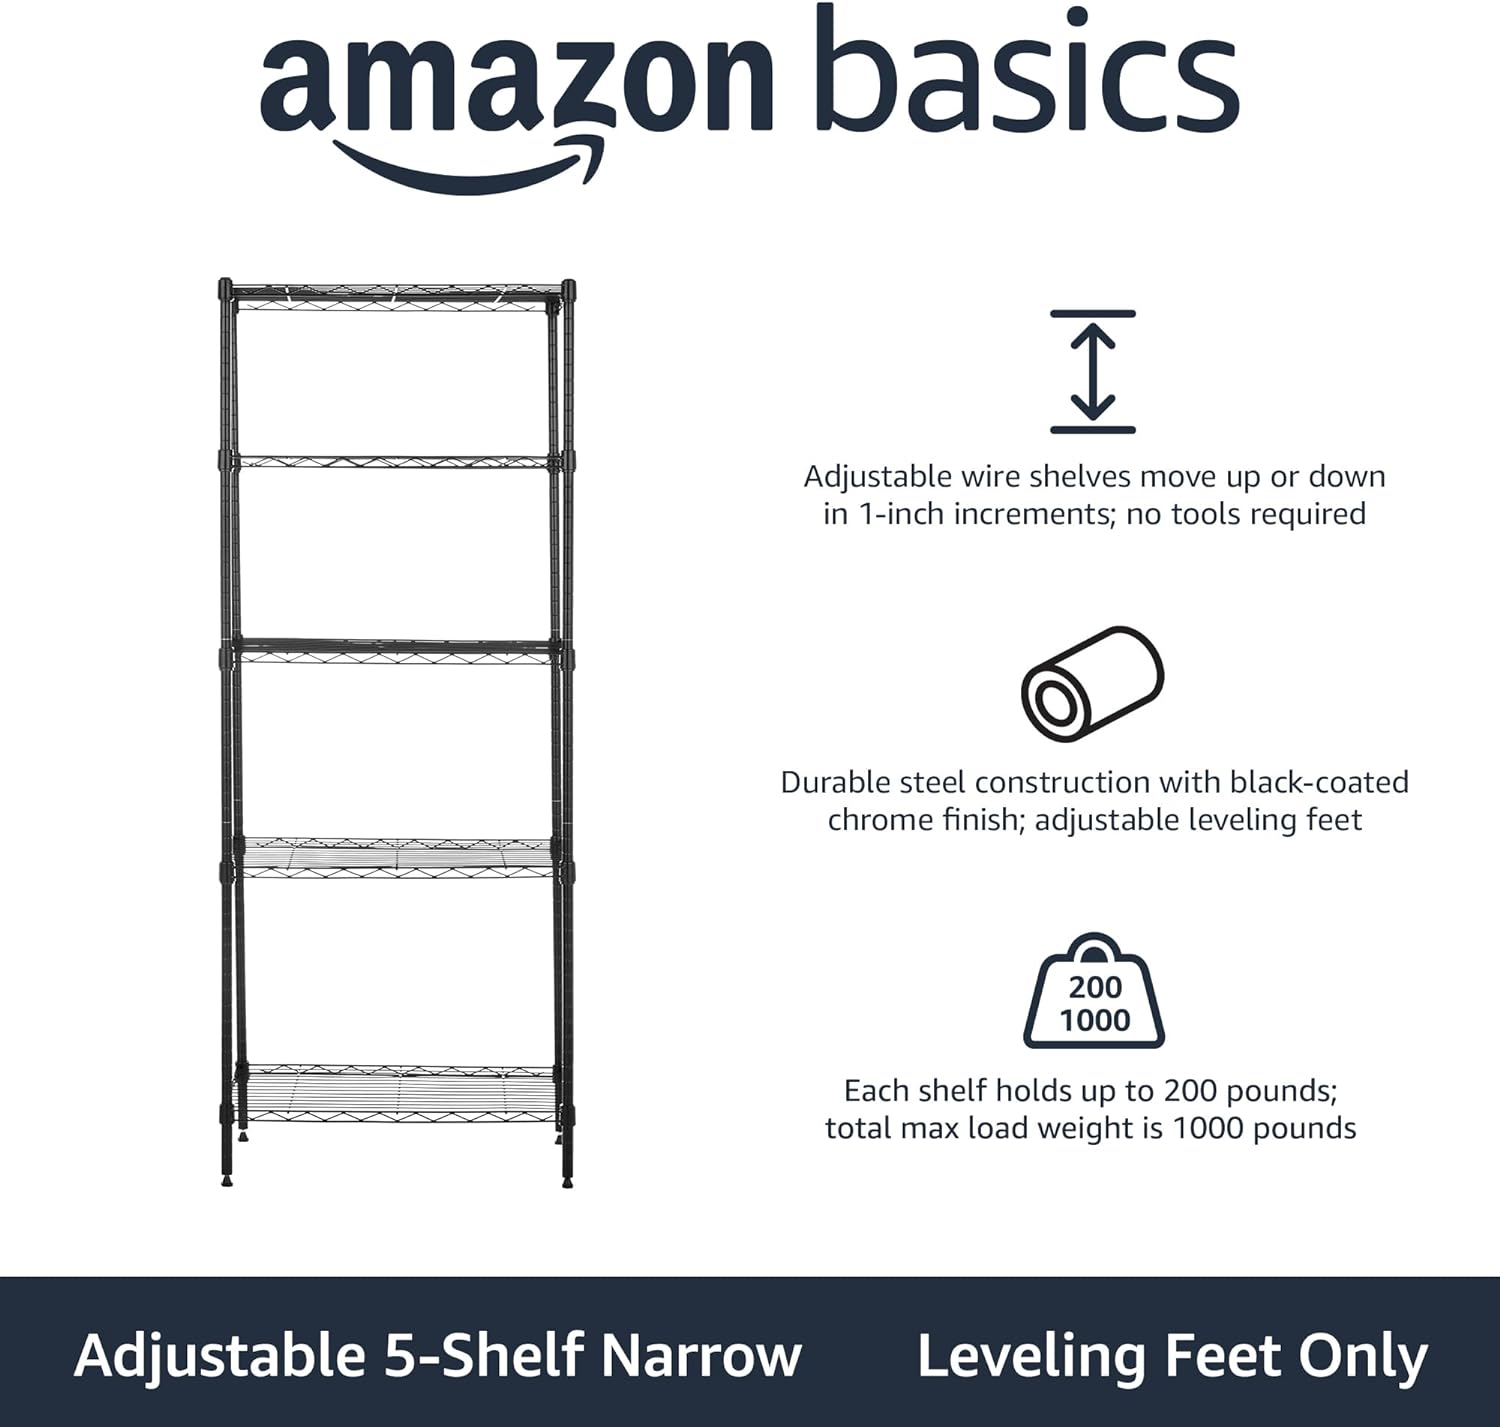 amazon basics
Adjustable wire shelves move up or down
in 1-inch increments; no tools required
Durable steel construction with black-coated
chrome finish; adjustable leveling feet
200
1000
Each shelf holds up to 200 pounds;
total max load weight is 1000 pounds
Adjustable 5-Shelf Narrow
Leveling Feet Only